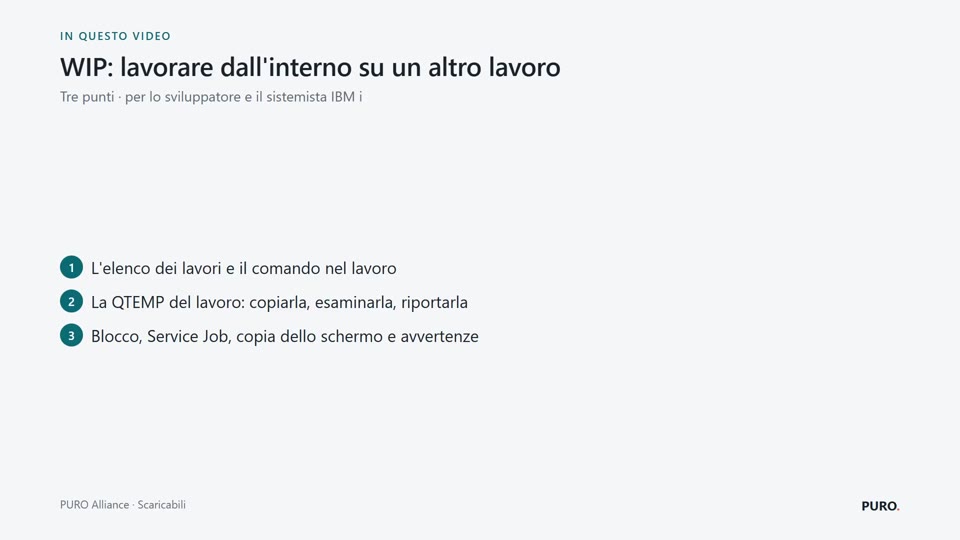 IN QUESTO VIDEO
WIP: lavorare dall'interno su un altro lavoro
Tre punti · per lo sviluppatore e il sistemista IBM i
1 L'elenco dei lavori e il comando nel lavoro
2 La QTEMP del lavoro: copiarla, esaminarla, riportarla
3 Blocco, Service Job, copia dello schermo e avvertenze
PURO Alliance · Scaricabili
PURO.